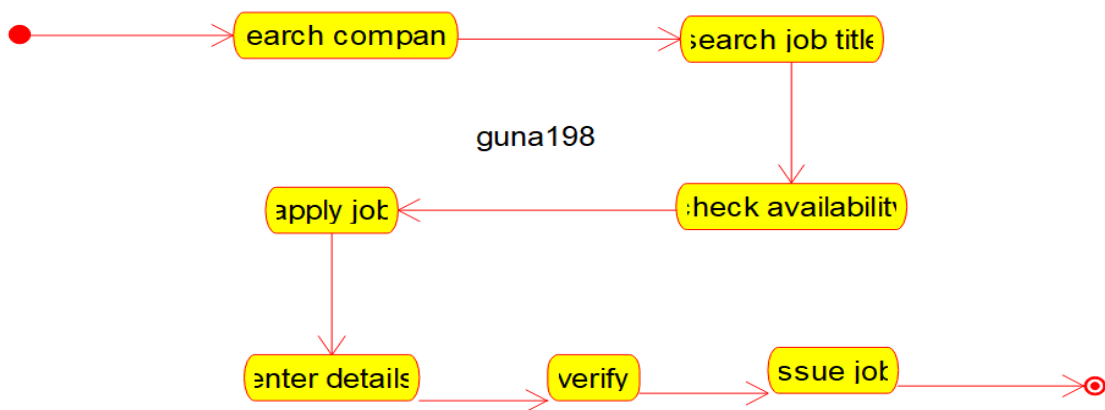 earch compan
search job title
guna198
apply job
check availability
enter details
verify
ssue job